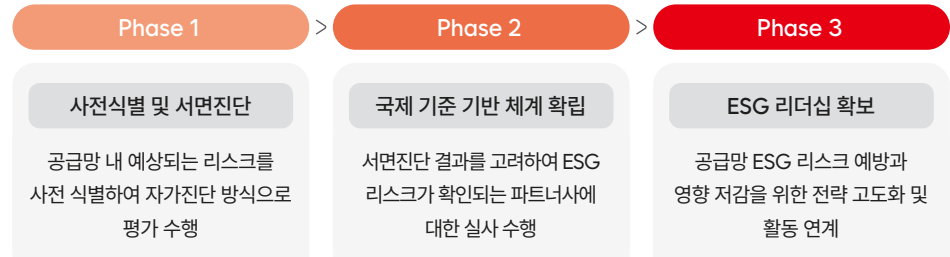 Phase 1
>
Phase 2
>
Phase 3
사전식별 및 서면진단
공급망 내 예상되는 리스크를
사전 식별하여 자가진단 방식으로
평가 수행
국제 기준 기반 체계 확립
서면진단 결과를 고려하여 ESG
리스크가 확인되는 파트너사에
대한 실사 수행
ESG 리더십 확보
공급망 ESG 리스크 예방과
영향 저감을 위한 전략 고도화 및
활동 연계